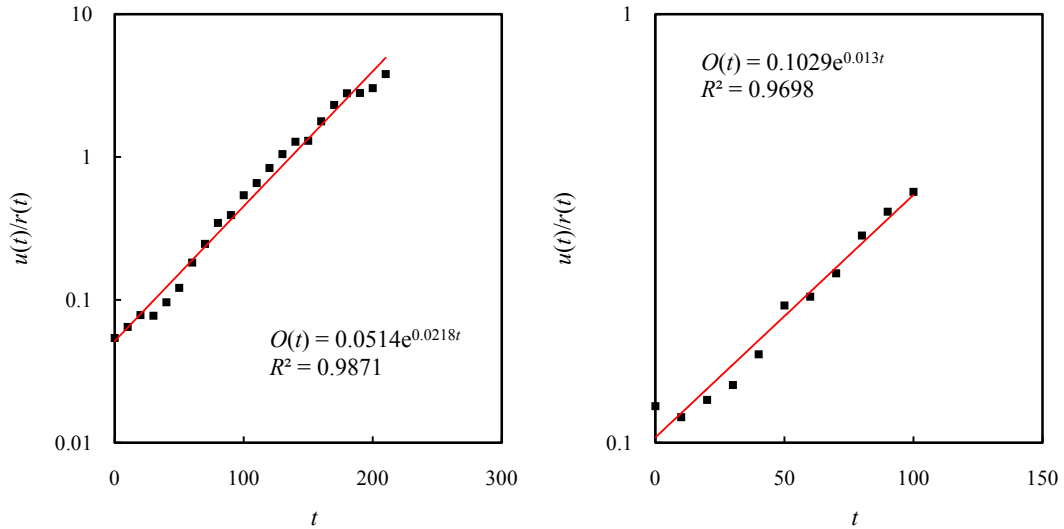 10
1
0.1
0.01
0
100
200
300
u(t)/r(t)
t
O(t) = 0.0514e^0.0218t
R² = 0.9871
1
0.1
0
50
100
150
u(t)/r(t)
t
O(t) = 0.1029e^0.013t
R² = 0.9698